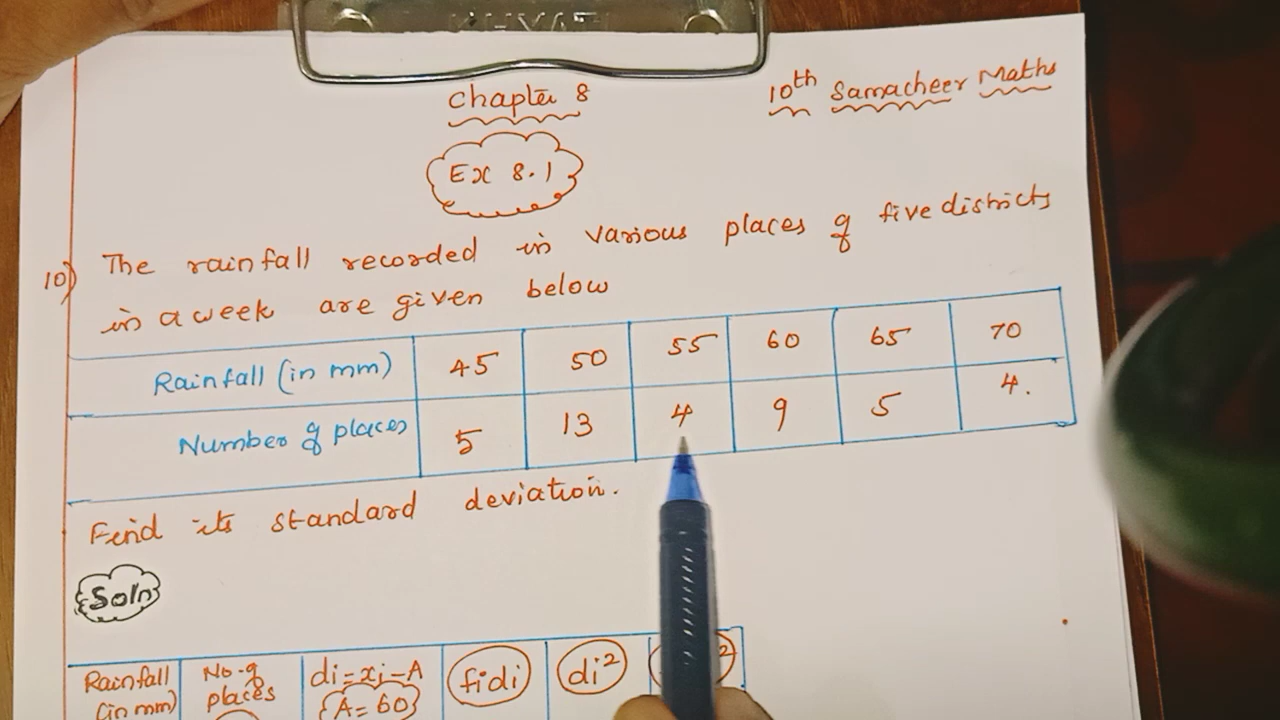 Chapter 8
10th Samacheer Maths
Ex 8.1
10) The rainfall recorded in various places of five districts
in a week are given below
Rainfall (in mm) 45 50 55 60 65 70
Number of places 5 13 4 9 5 4.
Find its standard deviation.
Soln
Rainfall (in mm) No. of places di = xi - A A = 60 fidi di²